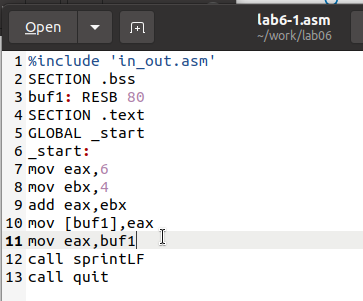 Open
lab6-1.asm
~/work/lab06
1 %include 'in_out.asm'
2 SECTION .bss
3 buf1: RESB 80
4 SECTION .text
5 GLOBAL _start
6 _start:
7 mov eax,6
8 mov ebx,4
9 add eax,ebx
10 mov [buf1],eax
11 mov eax,buf1
12 call sprintLF
13 call quit